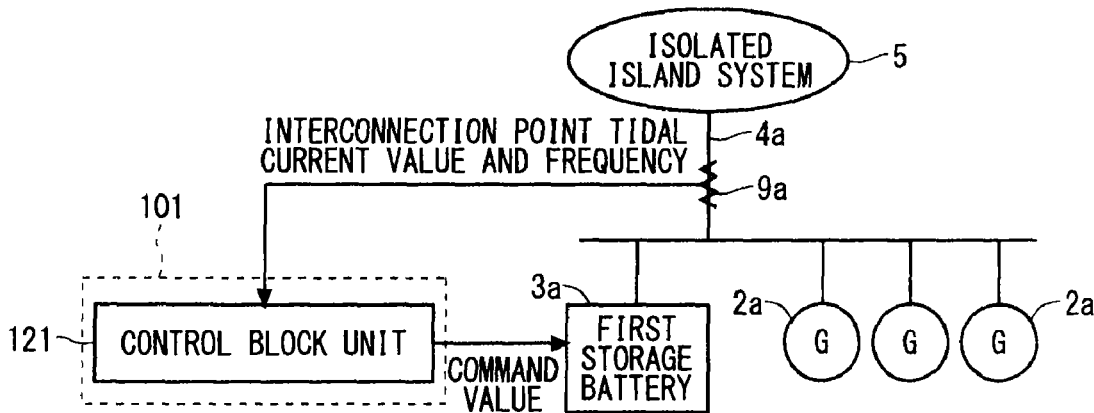 ISOLATED
ISLAND SYSTEM
5
INTERCONNECTION POINT TIDAL
CURRENT VALUE AND FREQUENCY
4a
9a
101
121
CONTROL BLOCK UNIT
COMMAND
VALUE
3a
FIRST
STORAGE
BATTERY
2a
G
G
G
2a